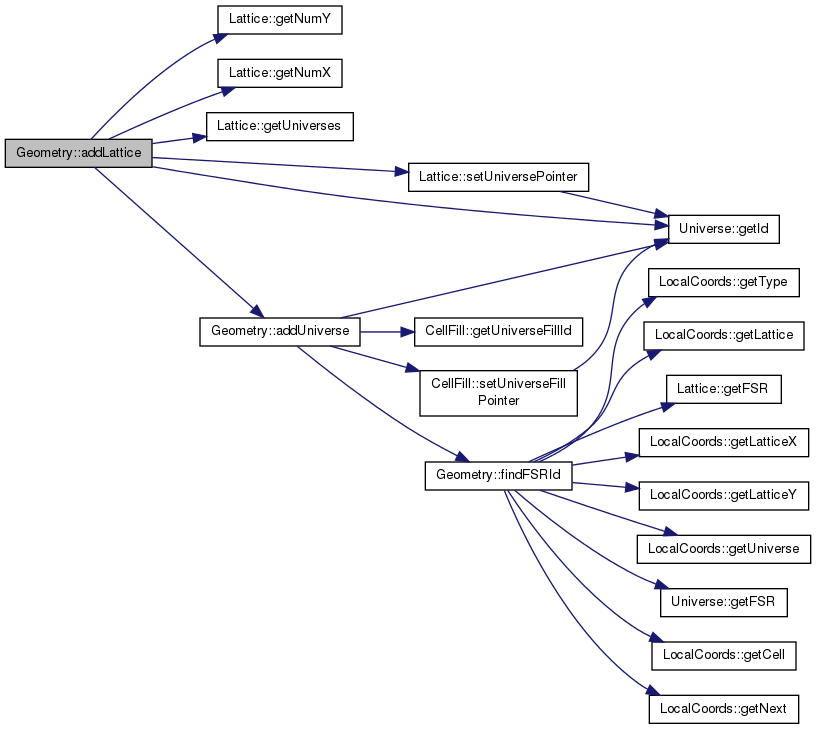 Lattice::getNumY
Lattice::getNumX
Lattice::getUniverses
Geometry::addLattice
Lattice::setUniversePointer
Universe::getId
LocalCoords::getType
Geometry::addUniverse
CellFill::getUniverseFillId
LocalCoords::getLattice
CellFill::setUniverseFill
Pointer
Lattice::getFSR
LocalCoords::getLatticeX
Geometry::findFSRId
LocalCoords::getLatticeY
LocalCoords::getUniverse
Universe::getFSR
LocalCoords::getCell
LocalCoords::getNext